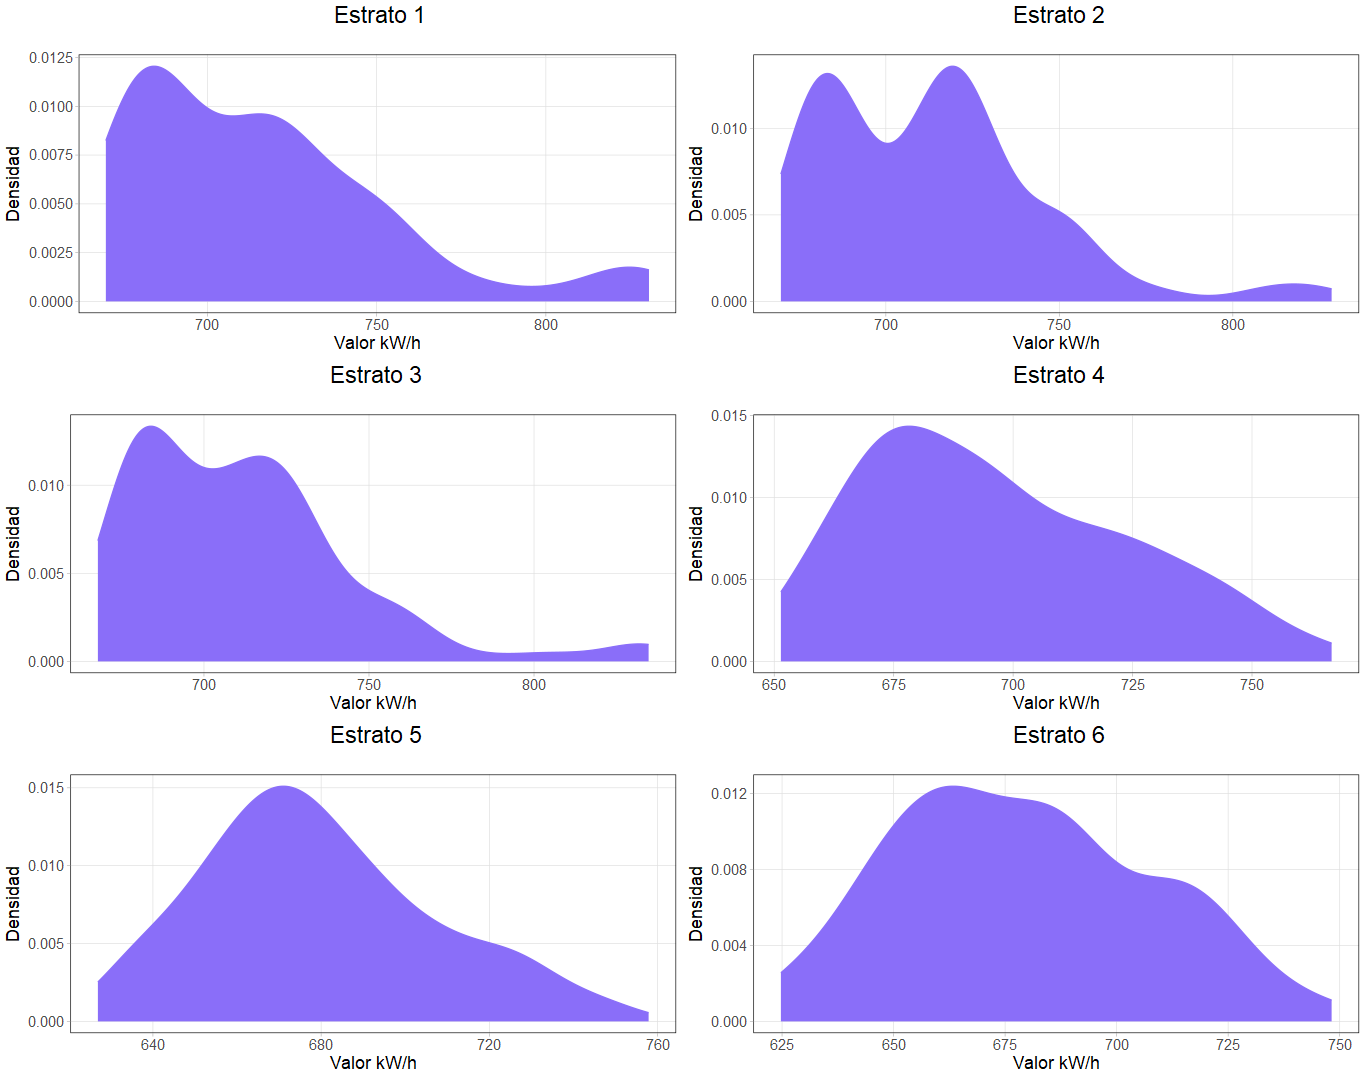 Estrato 1
Densidad
0.0125
0.0100
0.0075
0.0050
0.0025
0.0000
700 750 800
Valor kW/h
Estrato 2
Densidad
0.010
0.005
0.000
700 750 800
Valor kW/h
Estrato 3
Densidad
0.010
0.005
0.000
700 750 800
Valor kW/h
Estrato 4
Densidad
0.015
0.010
0.005
0.000
650 675 700 725 750
Valor kW/h
Estrato 5
Densidad
0.015
0.010
0.005
0.000
640 680 720 760
Valor kW/h
Estrato 6
Densidad
0.012
0.008
0.004
0.000
625 650 675 700 725 750
Valor kW/h